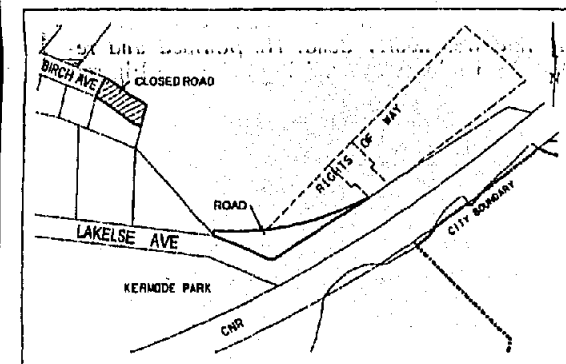 BIRCH AVE
CLOSED ROAD
RIGHTS OF WAY
ROAD
LAKELSE AVE
CITY BOUNDARY
KERMODE PARK
CNR